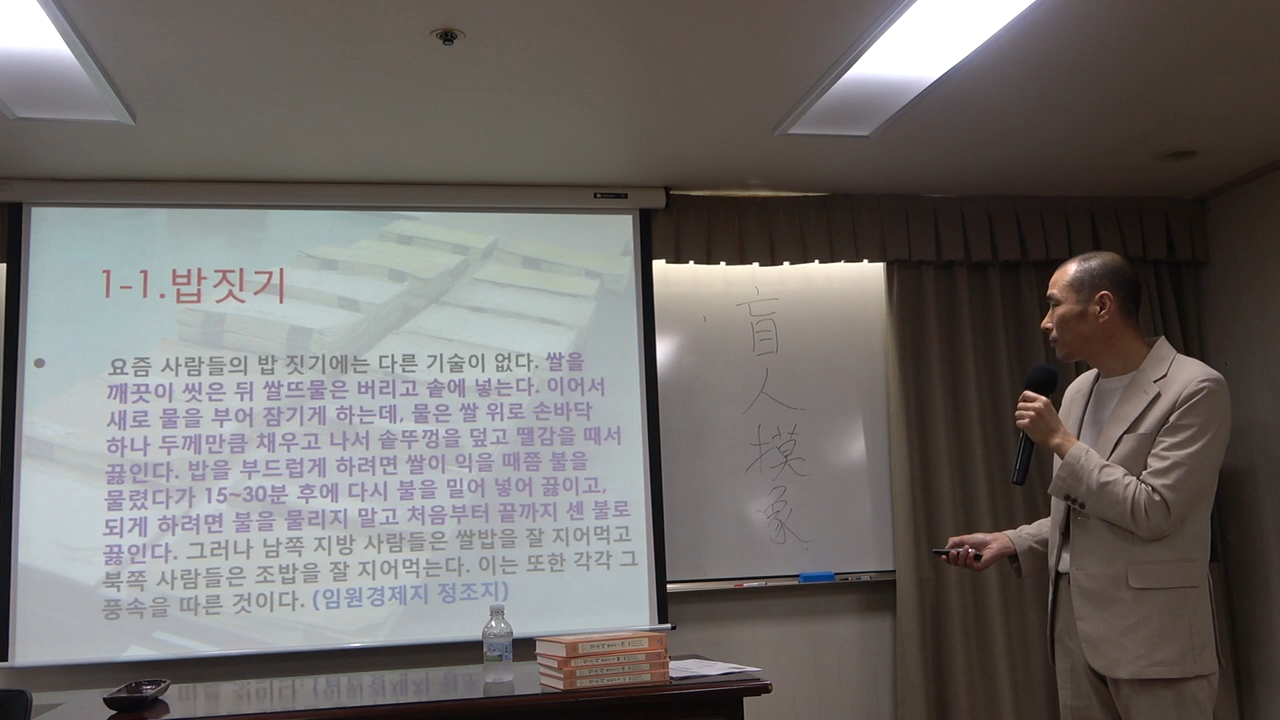 1-1.밥짓기
요즘 사람들의 밥 짓기에는 다른 기술이 없다. 쌀을
깨끗이 씻은 뒤 쌀뜨물은 버리고 솥에 넣는다. 이어서
새로 물을 부어 잠기게 하는데, 물은 쌀 위로 손바닥
하나 두께만큼 채우고 나서 솥뚜껑을 덮고 땔감을 때서
끓인다. 밥을 부드럽게 하려면 쌀이 익을 때쯤 불을
물렸다가 15~30분 후에 다시 불을 밀어 넣어 끓이고,
되게 하려면 불을 물리지 말고 처음부터 끝까지 센 불로
끓인다. 그러나 남쪽 지방 사람들은 쌀밥을 잘 지어먹고
북쪽 사람들은 조밥을 잘 지어먹는다. 이는 또한 각각 그
풍속을 따른 것이다. (임원경제지 정조지)
盲
人
摸
象